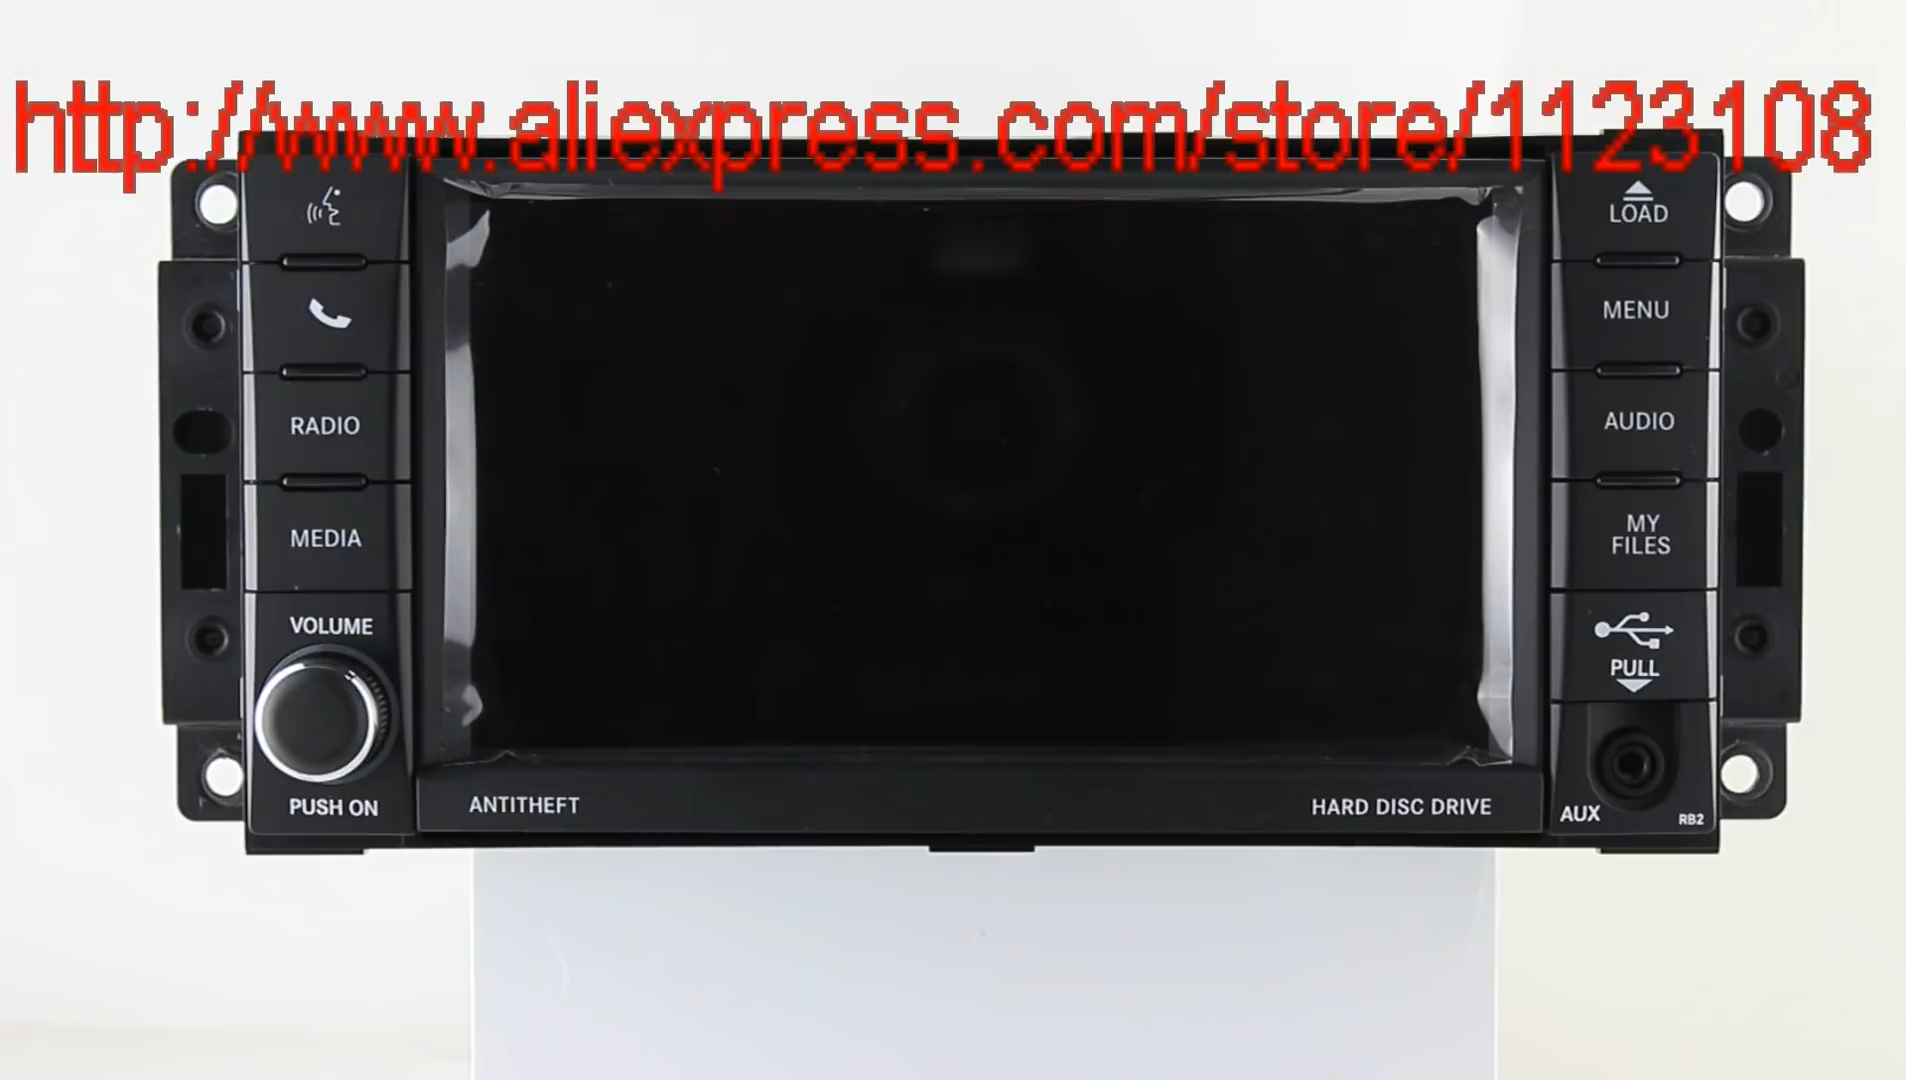 http://www.aliexpress.com/store/1123108
LOAD
MENU
RADIO
AUDIO
MEDIA
MY
FILES
VOLUME
PULL
PUSH ON
ANTITHEFT
HARD DISC DRIVE
AUX
RB2